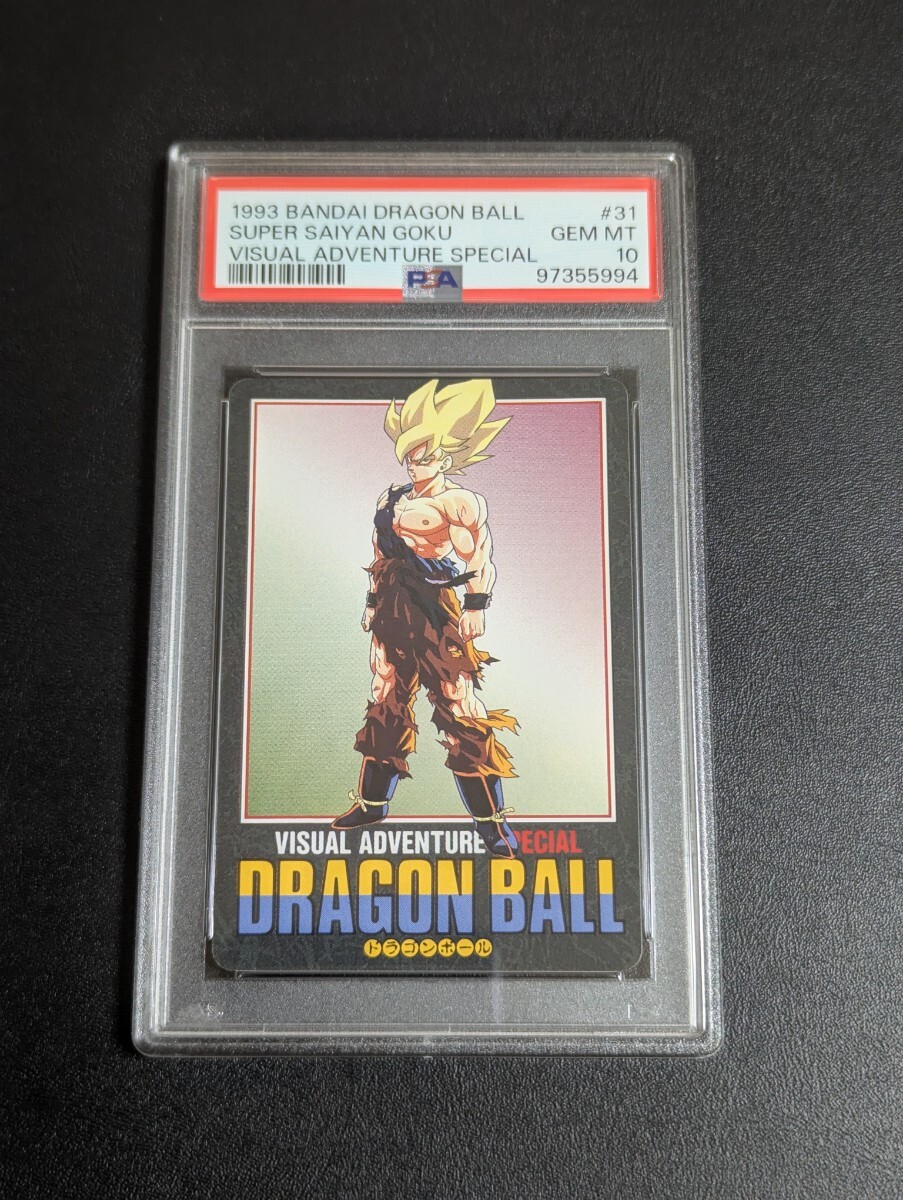 1993 BANDAI DRAGON BALL #31
SUPER SAIYAN GOKU GEM MT
VISUAL ADVENTURE SPECIAL 10
PSA 97355994
VISUAL ADVENTURE SPECIAL
DRAGON BALL
ドラゴンボール